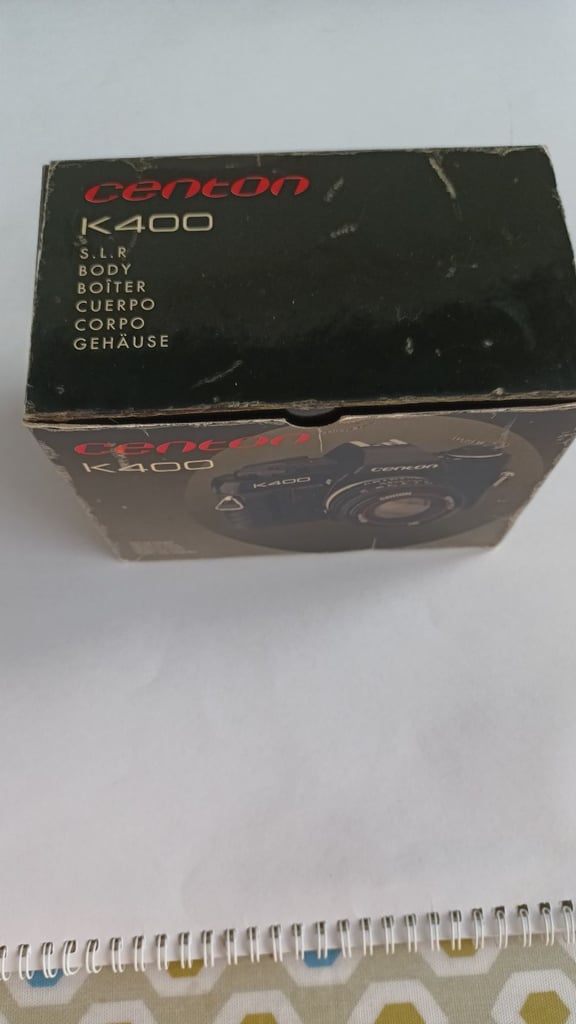 centon
K400
S.L.R
BODY
BOÎTER
CUERPO
CORPO
GEHÄUSE
centon
K400
K400
centon